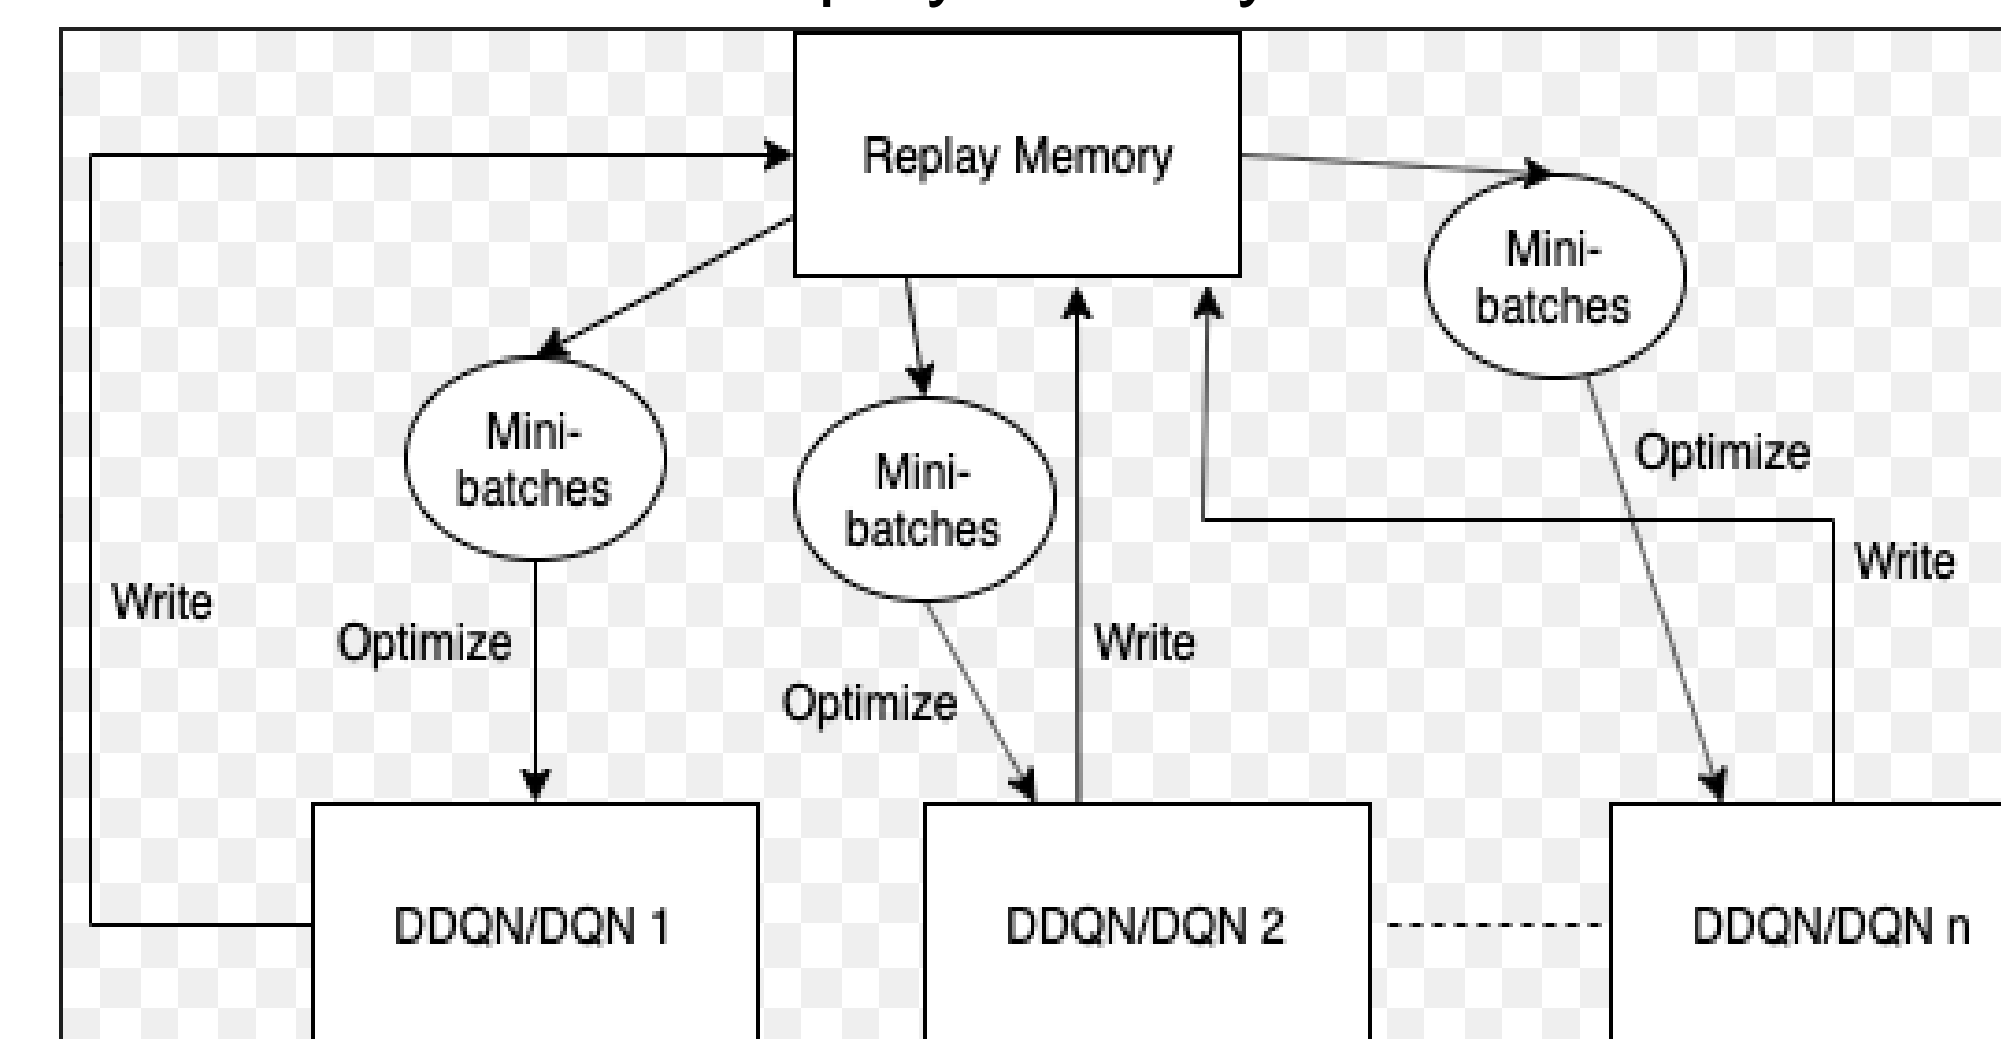 Replay Memory
Mini-
batches
Mini-
batches
Mini-
batches
Optimize
Write
Write
Optimize
Write
Optimize
DDQN/DQN 1
DDQN/DQN 2
DDQN/DQN n